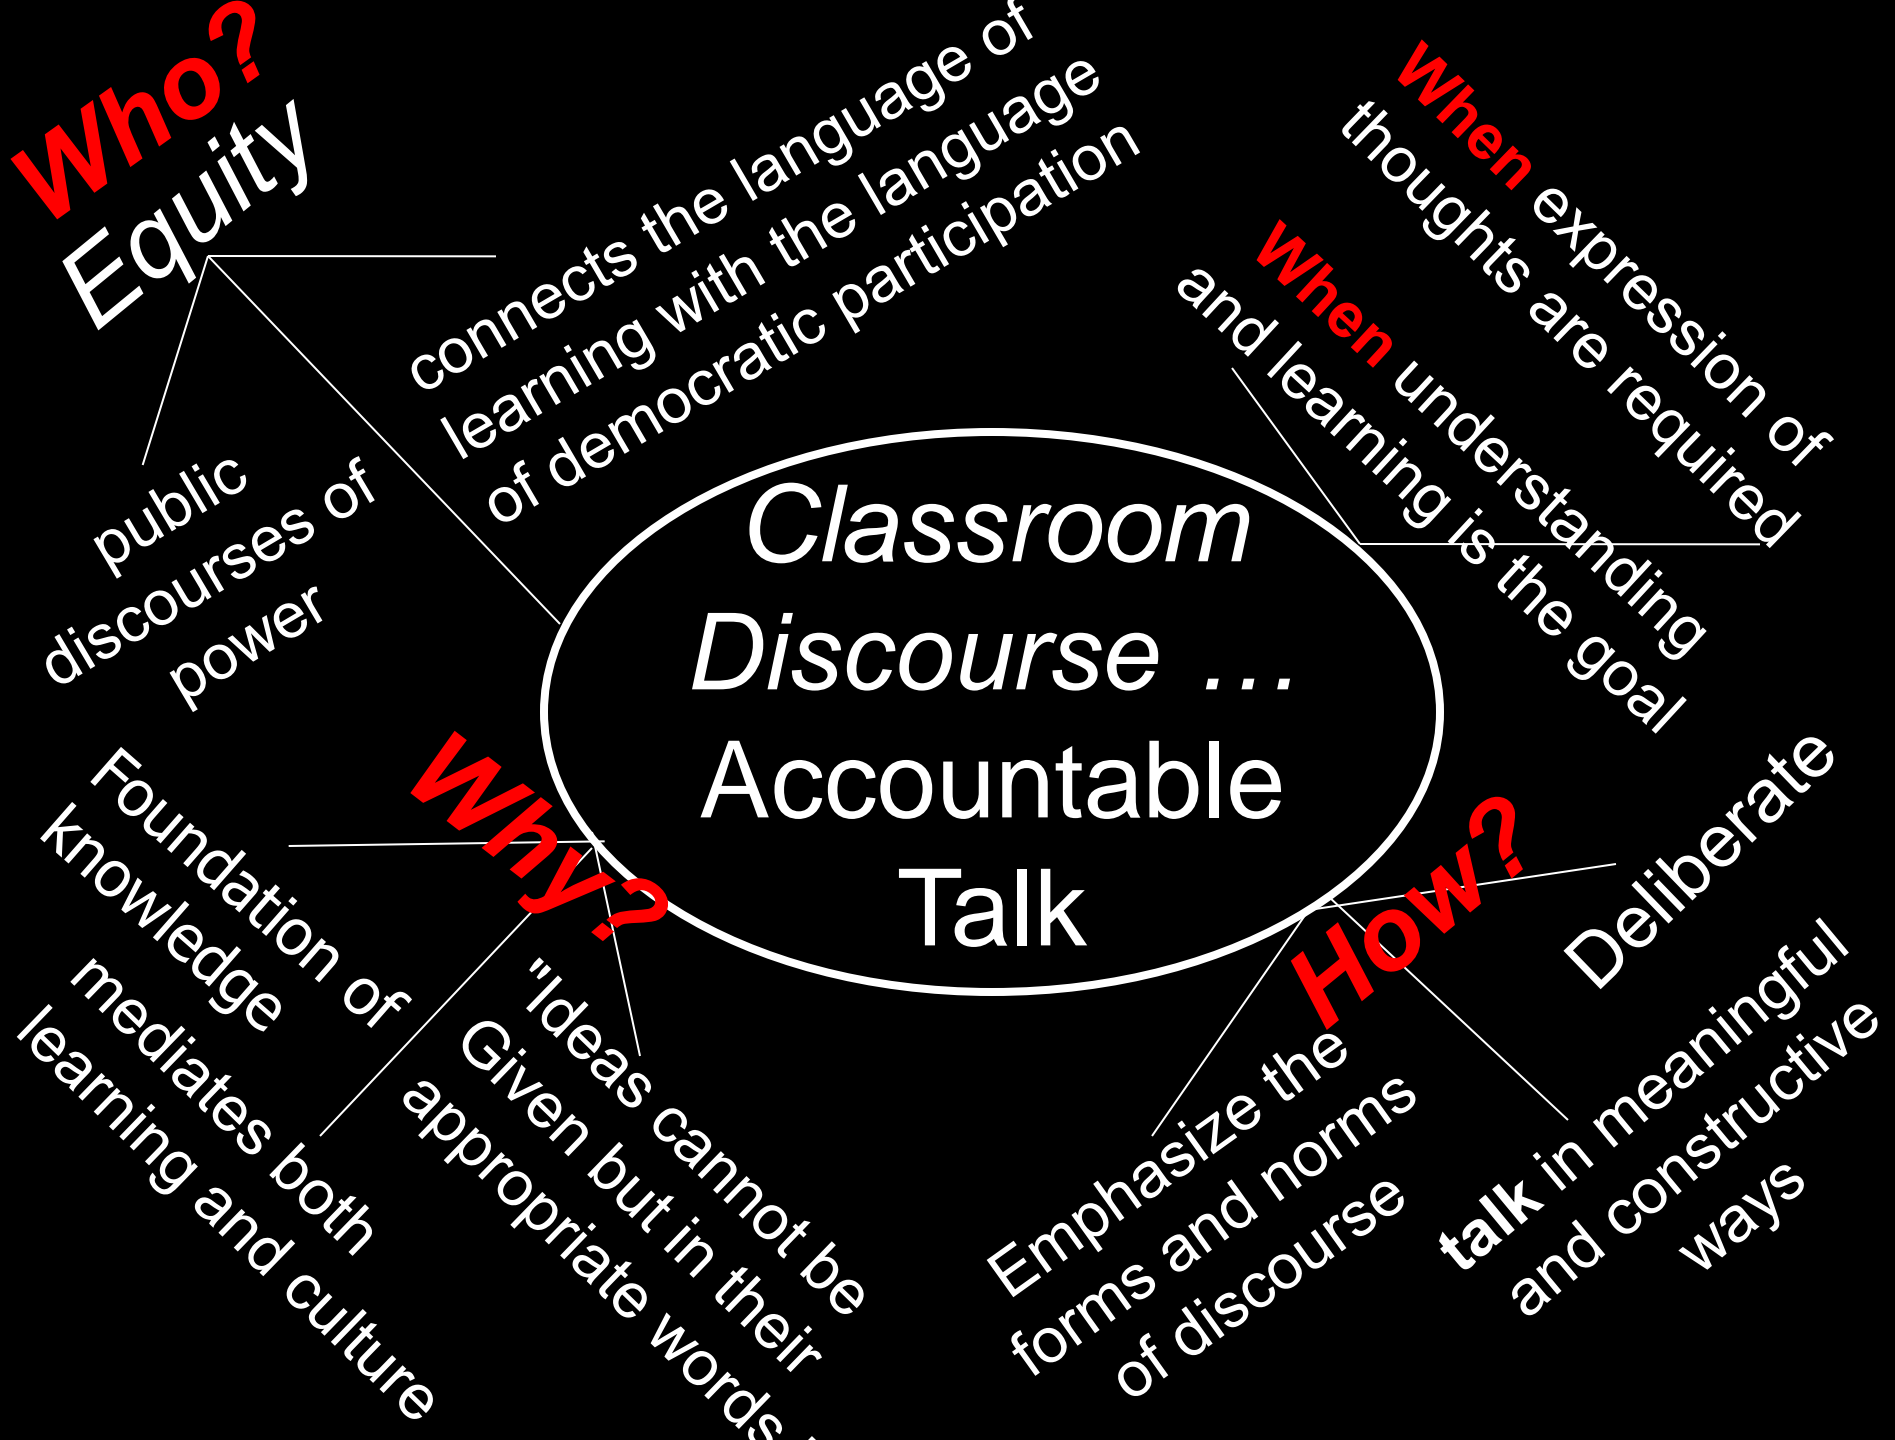 Who?
Equity
connects the language of
learning with the language
of democratic participation
When expression of
thoughts are required
When understanding
and learning is the goal
public
discourses of
power
Classroom
Discourse …
Accountable
Talk
Why?
Foundation of
knowledge
mediates both
learning and culture
"Ideas cannot be
Given but in their
appropriate words
How?
Deliberate
Emphasize the
forms and norms
of discourse
talk in meaningful
and constructive
ways